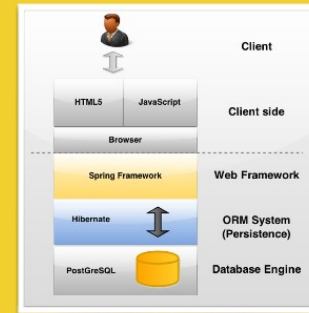 Client
HTML5 JavaScript
Client side
Browser
Spring Framework Web Framework
Hibernate
ORM System
(Persistence)
PostGreSQL Database Engine